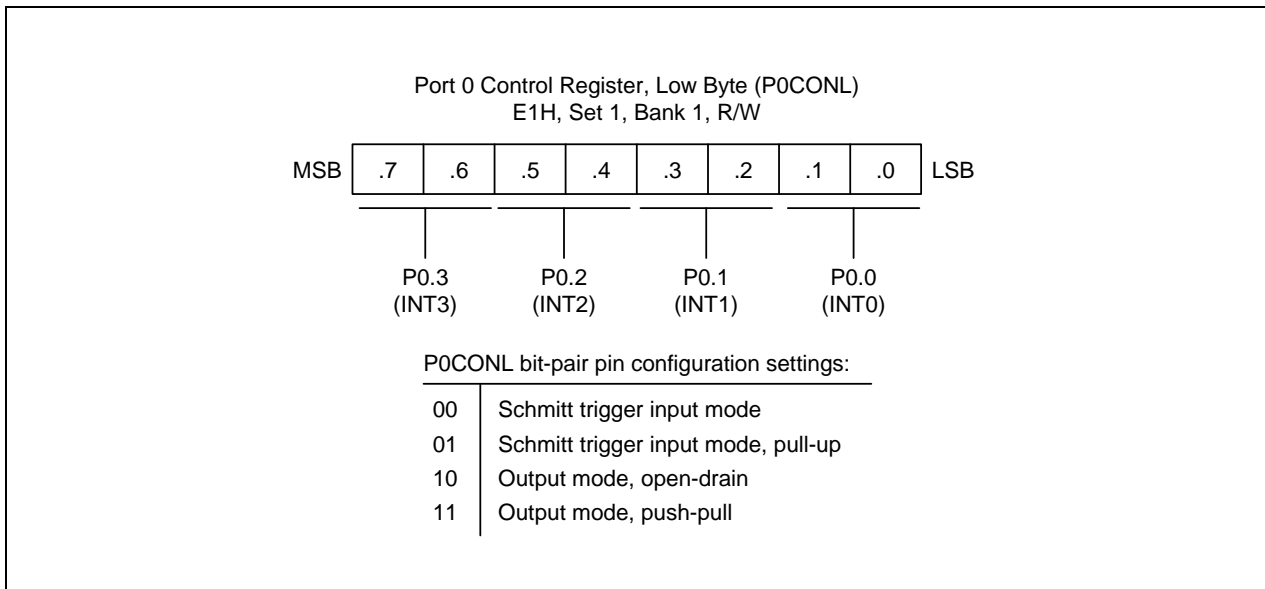 Port 0 Control Register, Low Byte (P0CONL)
E1H, Set 1, Bank 1, R/W
MSB .7 .6 .5 .4 .3 .2 .1 .0 LSB
P0.3 P0.2 P0.1 P0.0
(INT3) (INT2) (INT1) (INT0)
P0CONL bit-pair pin configuration settings:
00 Schmitt trigger input mode
01 Schmitt trigger input mode, pull-up
10 Output mode, open-drain
11 Output mode, push-pull